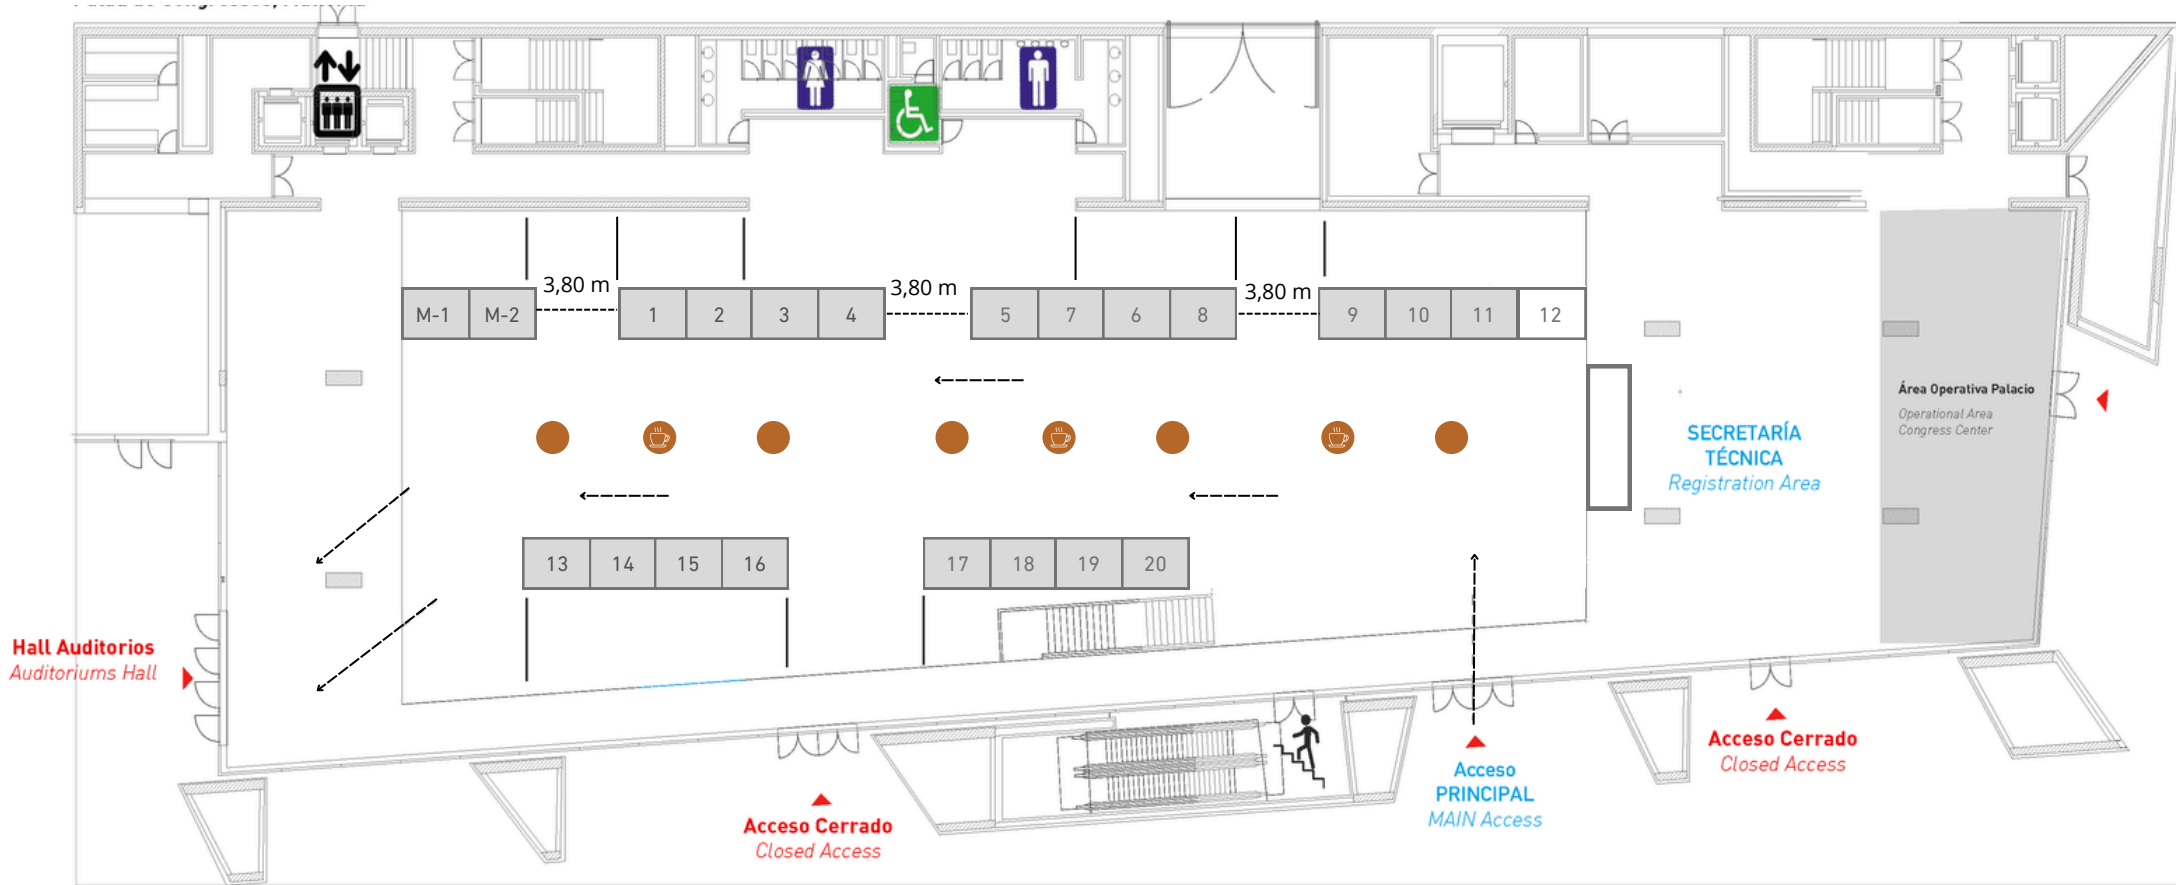 3,80 m
3,80 m
3,80 m
M-1 M-2 1 2 3 4 5 7 6 8 9 10 11 12
Área Operativa Palacio
Operational Area
Congress Center
SECRETARÍA
TÉCNICA
Registration Area
13 14 15 16 17 18 19 20
Hall Auditorios
Auditoriums Hall
Acceso Cerrado
Closed Access
Acceso
PRINCIPAL
MAIN Access
Acceso Cerrado
Closed Access